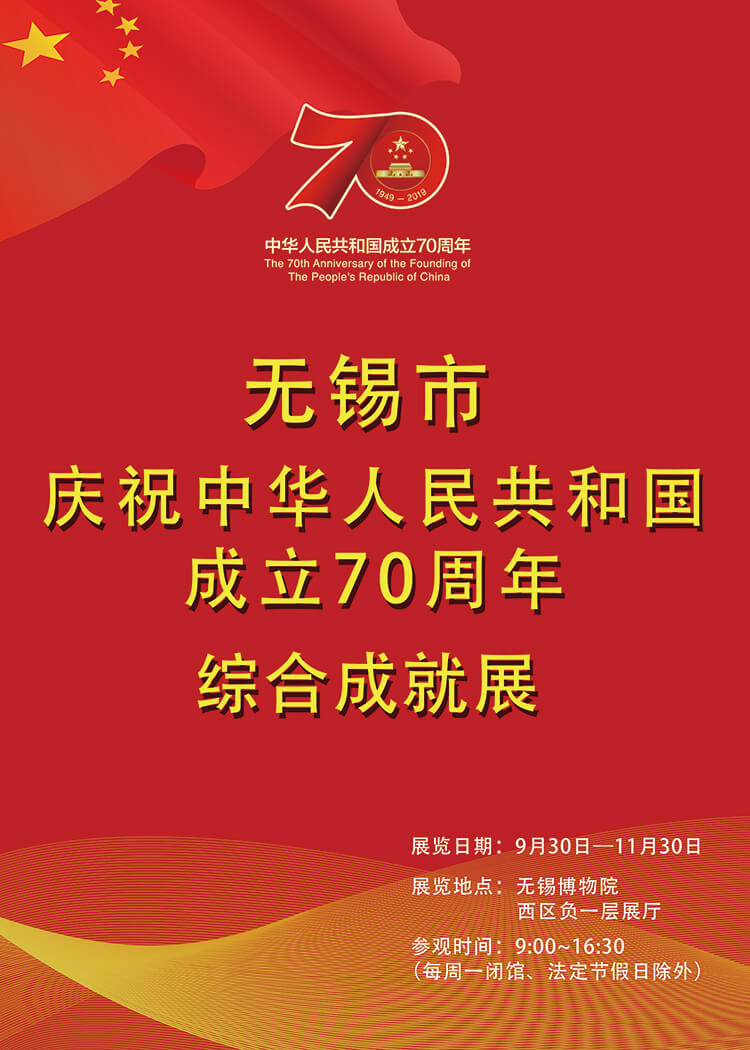 1949 – 2019
中华人民共和国成立70周年
The 70th Anniversary of the Founding of
The People's Republic of China
无锡市
庆祝中华人民共和国
成立70周年
综合成就展
展览日期：9月30日—11月30日
展览地点：无锡博物院
西区负一层展厅
参观时间：9:00~16:30
（每周一闭馆、法定节假日除外）